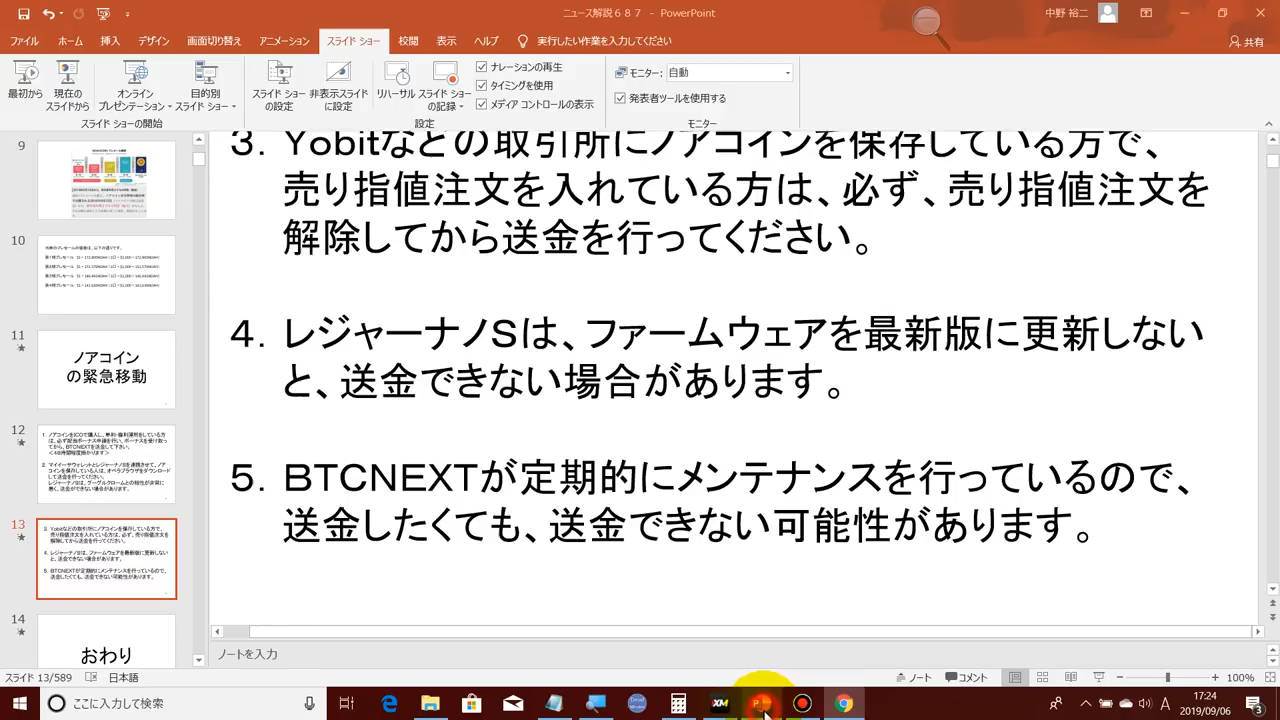 ニュース解説６８７ - PowerPoint
中野 裕二
ファイル ホーム 挿入 デザイン 画面切り替え アニメーション スライド ショー 校閲 表示 ヘルプ 実行したい作業を入力してください 共有
最初から
現在の
スライドから
オンライン
プレゼンテーション
目的別
スライド ショー
スライド ショーの開始
スライド ショー
の設定
非表示スライド
に設定
リハーサル
スライド ショー
の記録
ナレーションの再生
タイミングを使用
メディア コントロールの表示
設定
モニター: 自動
発表者ツールを使用する
モニター
9
10
11
ノアコイン
の緊急移動
12
13
14
おわり
３．Yobitなどの取引所にノアコインを保存している方で、
売り指値注文を入れている方は、必ず、売り指値注文を
解除してから送金を行ってください。
４．レジャーナノSは、ファームウェアを最新版に更新しない
と、送金できない場合があります。
５．BTCNEXTが定期的にメンテナンスを行っているので、
送金したくても、送金できない可能性があります。
ノートを入力
スライド 13/589 日本語 ノート コメント 100%
ここに入力して検索
XM
A
17:24
2019/09/06
3